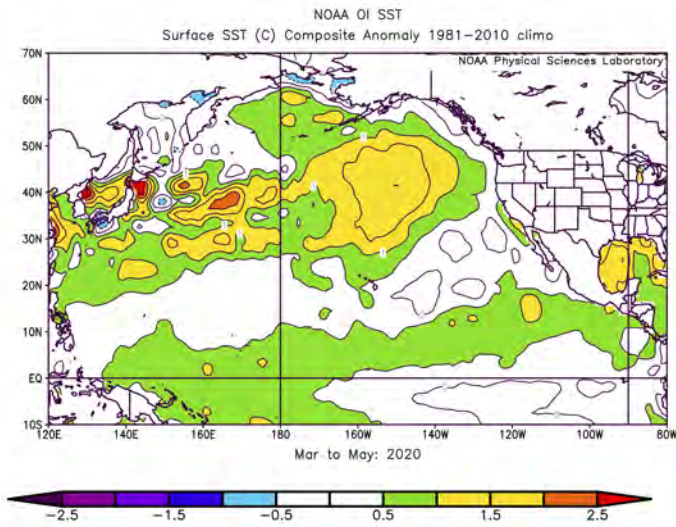 NOAA OI SST
Surface SST (C) Composite Anomaly 1981-2010 climo
NOAA Physical Sciences Laboratory
70N
60N
50N
40N
30N
20N
10N
EQ
10S
120E 140E 160E 180 160W 140W 120W 100W 80W
Mar to May: 2020
-2.5 -1.5 -0.5 0.5 1.5 2.5